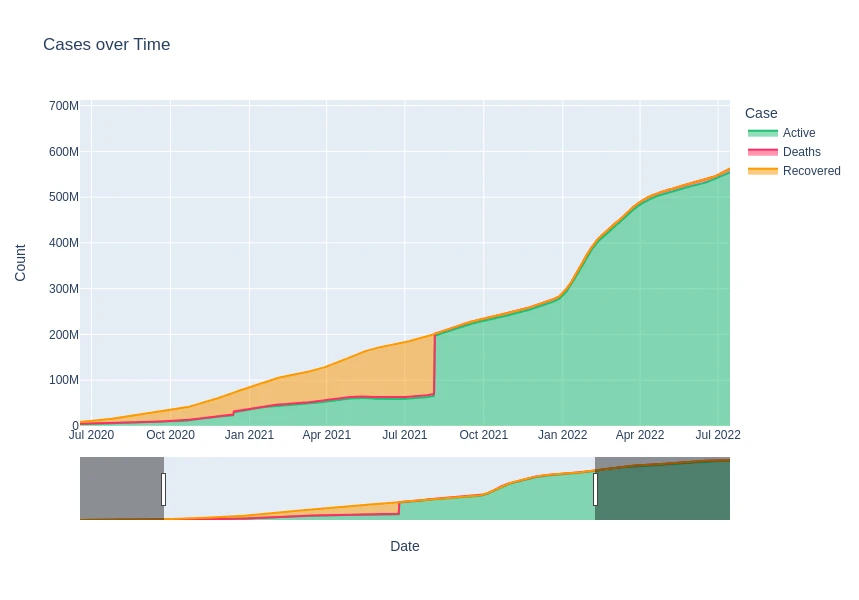 Cases over Time
Case
Active
Deaths
Recovered
Count
700M
600M
500M
400M
300M
200M
100M
0
Jul 2020 Oct 2020 Jan 2021 Apr 2021 Jul 2021 Oct 2021 Jan 2022 Apr 2022 Jul 2022
Date